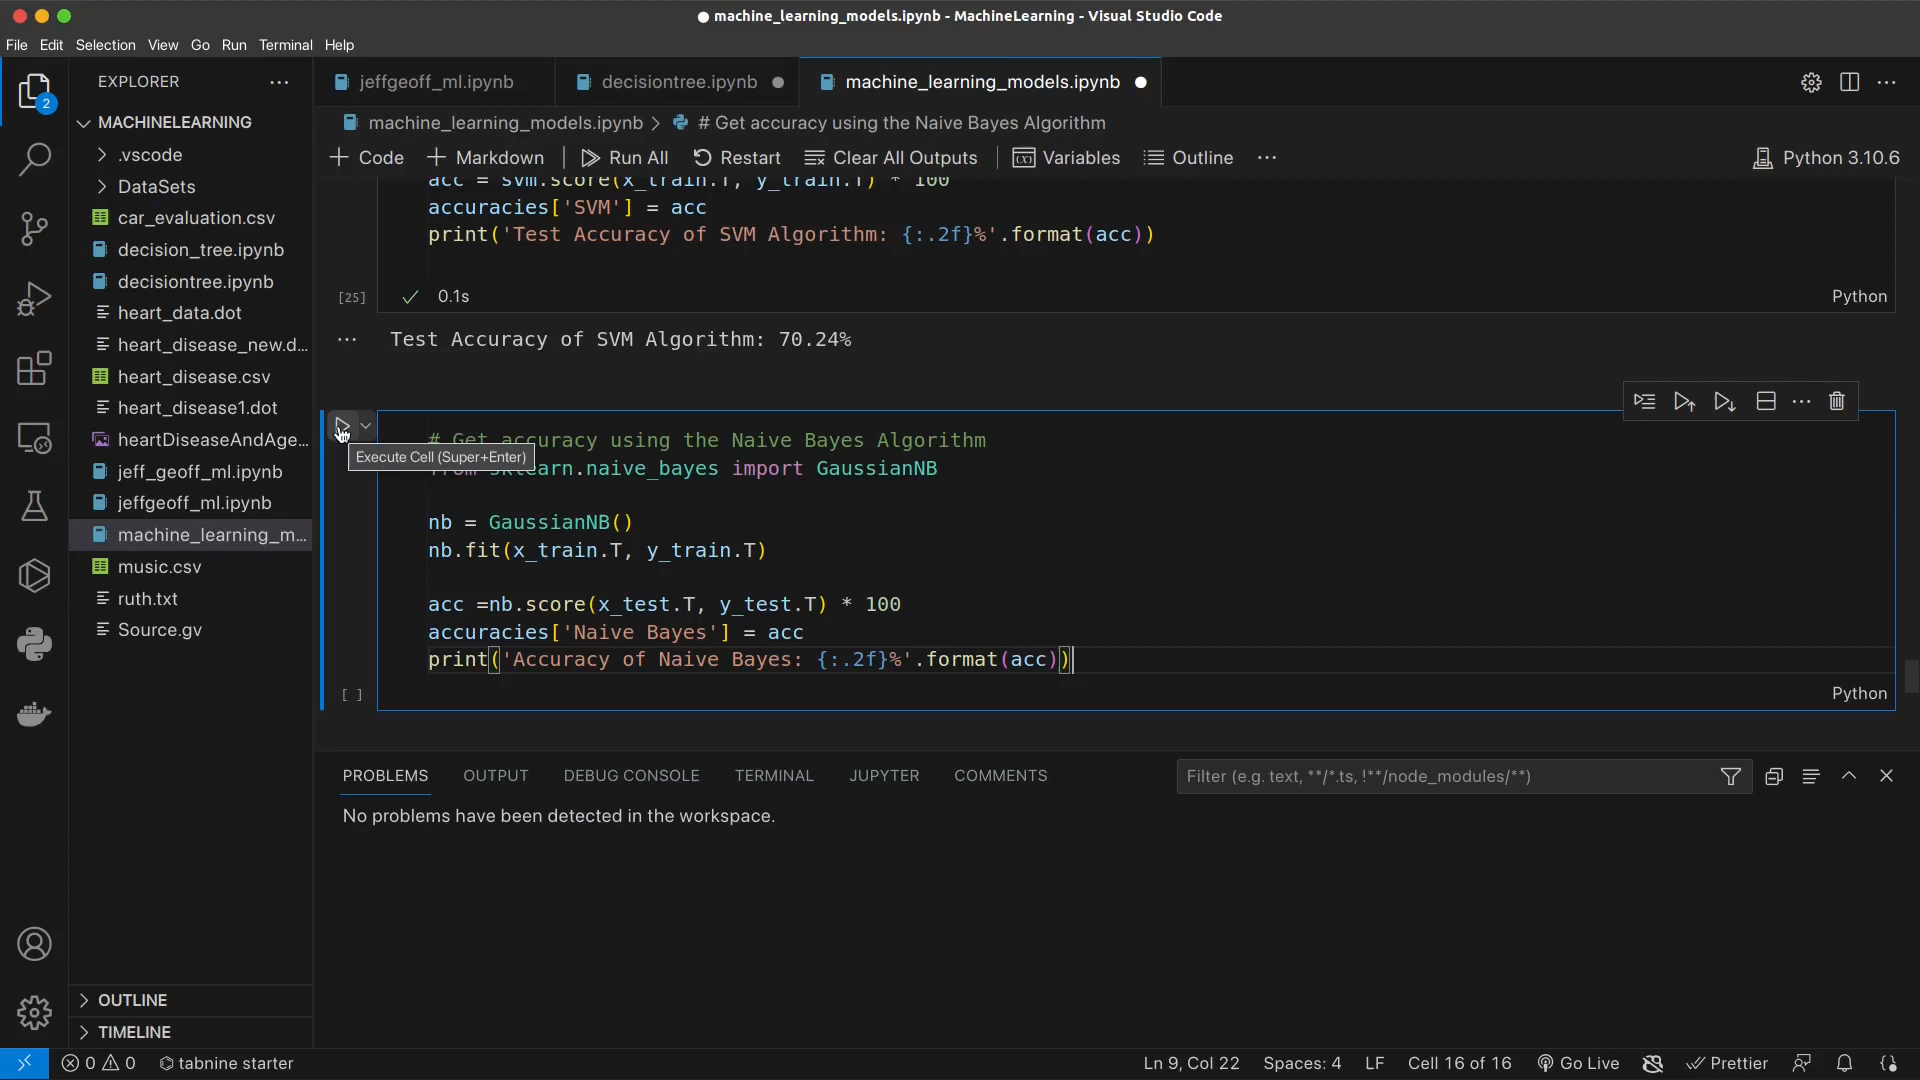 ● machine_learning_models.ipynb - MachineLearning - Visual Studio Code
File Edit Selection View Go Run Terminal Help
EXPLORER ···
jeffgeoff_ml.ipynb
decisiontree.ipynb ●
machine_learning_models.ipynb ●
2
MACHINELEARNING
.vscode
DataSets
car_evaluation.csv
decision_tree.ipynb
decisiontree.ipynb
heart_data.dot
heart_disease_new.d...
heart_disease.csv
heart_disease1.dot
heartDiseaseAndAge...
jeff_geoff_ml.ipynb
jeffgeoff_ml.ipynb
machine_learning_m...
music.csv
ruth.txt
Source.gv
OUTLINE
TIMELINE
machine_learning_models.ipynb > # Get accuracy using the Naive Bayes Algorithm
+ Code + Markdown Run All Restart Clear All Outputs Variables Outline ··· Python 3.10.6
acc = svm.score(x_train.T, y_train.T) * 100
accuracies['SVM'] = acc
print('Test Accuracy of SVM Algorithm: {:.2f}%'.format(acc))
[25] ✓ 0.1s Python
··· Test Accuracy of SVM Algorithm: 70.24%
# Get accuracy using the Naive Bayes Algorithm
Execute Cell (Super+Enter)
sklearn.naive_bayes import GaussianNB
nb = GaussianNB()
nb.fit(x_train.T, y_train.T)
acc =nb.score(x_test.T, y_test.T) * 100
accuracies['Naive Bayes'] = acc
print('Accuracy of Naive Bayes: {:.2f}%'.format(acc))
[ ] Python
PROBLEMS OUTPUT DEBUG CONSOLE TERMINAL JUPYTER COMMENTS
Filter (e.g. text, **/*.ts, !**/node_modules/**)
No problems have been detected in the workspace.
0 0 tabnine starter Ln 9, Col 22 Spaces: 4 LF Cell 16 of 16 Go Live Prettier